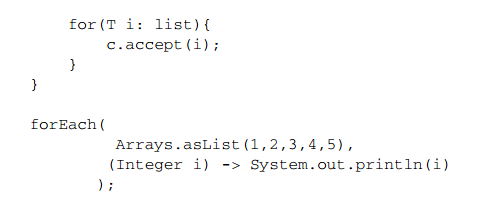 for(T i: list){
c.accept(i);
}
}
forEach(
Arrays.asList(1,2,3,4,5),
(Integer i) -> System.out.println(i)
);